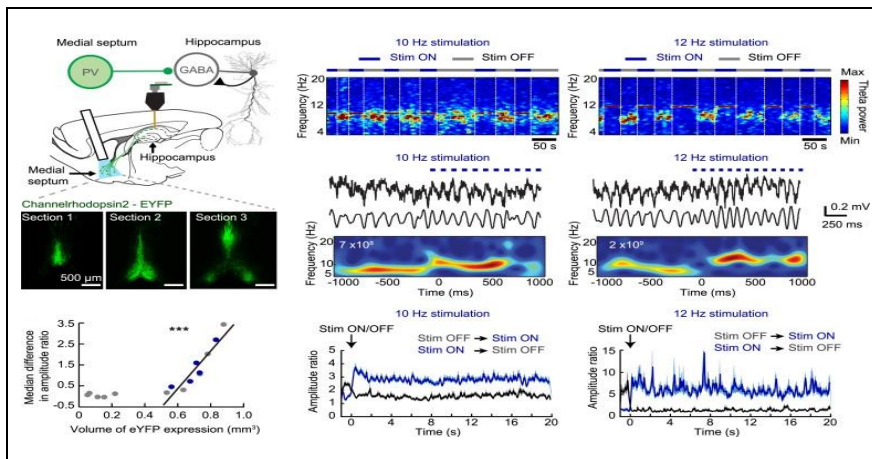 Medial septum
Hippocampus
PV
GABA
Hippocampus
Medial
septum
Channelrhodopsin2 - EYFP
Section 1
Section 2
Section 3
500 µm
Median difference
in amplitude ratio
3.5
2.5
1.5
0.5
-0.5
***
0
0.2
0.4
0.6
0.8
1
Volume of eYFP expression (mm³)
10 Hz stimulation
Stim ON
Stim OFF
Frequency (Hz)
20
12
4
50 s
12 Hz stimulation
Stim ON
Stim OFF
Frequency (Hz)
20
12
4
50 s
Max
Theta power
Min
10 Hz stimulation
12 Hz stimulation
0.2 mV
250 ms
Frequency (Hz)
20
10
5
-1000
-500
0
500
1000
Time (ms)
Frequency (Hz)
20
10
5
2 x10⁹
-1000
-500
0
500
1000
Time (ms)
10 Hz stimulation
Stim ON/OFF
Stim OFF
Stim ON
Stim ON
Stim OFF
Amplitude ratio
5
4
3
2
1
0
0
4
8
12
16
20
Time (s)
12 Hz stimulation
Stim ON/OFF
Stim OFF
Stim ON
Stim ON
Stim OFF
Amplitude ratio
15
10
5
0
0
4
8
12
16
20
Time (s)